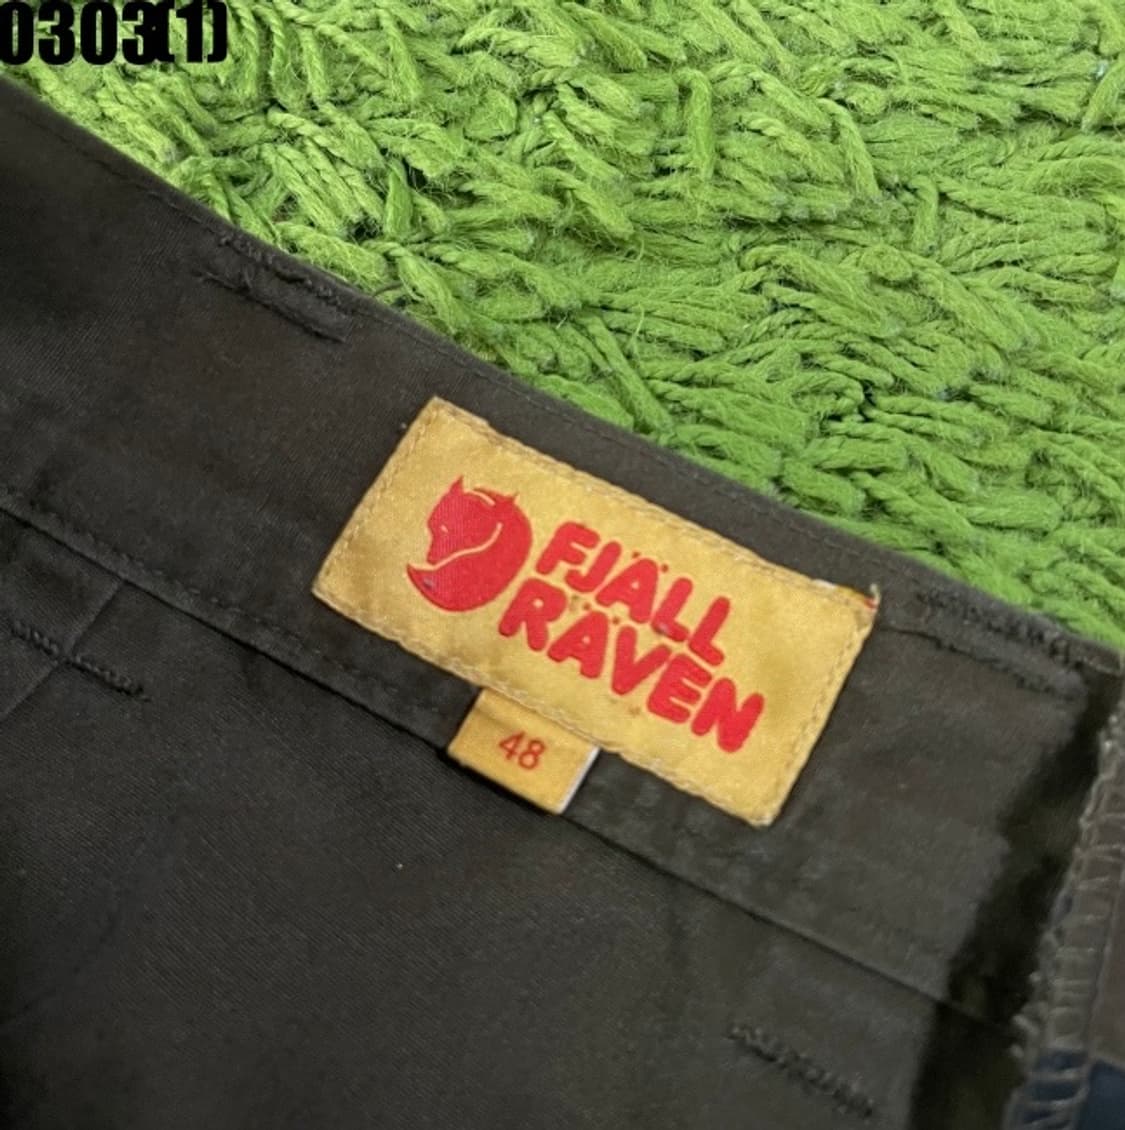 0303(1)
FJÄLL
RÄVEN
48